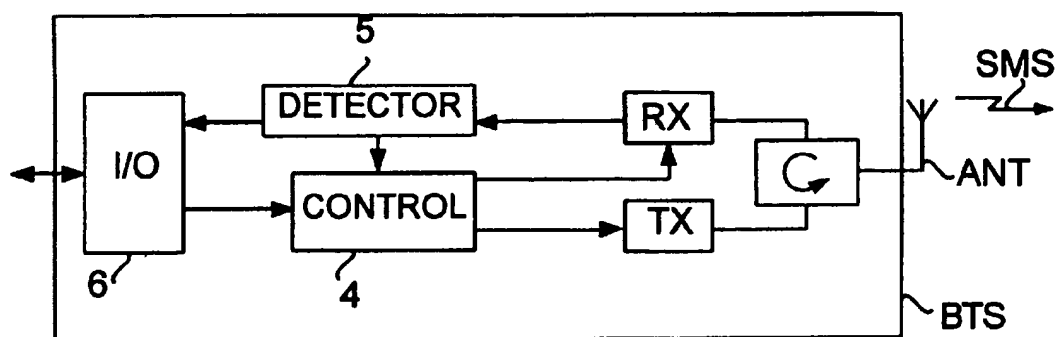 5
SMS
DETECTOR
RX
I/O
ANT
CONTROL
TX
6
4
BTS